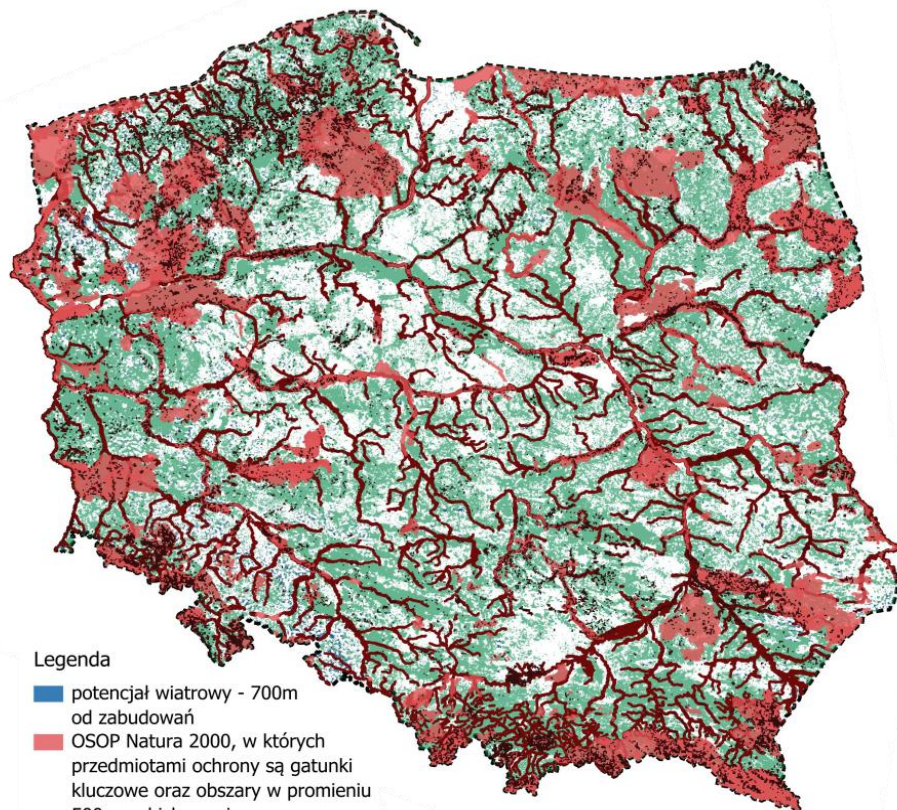 Legenda
potencjał wiatrowy - 700m
od zabudowań
OSOP Natura 2000, w których
przedmiotami ochrony są gatunki
kluczowe oraz obszary w promieniu